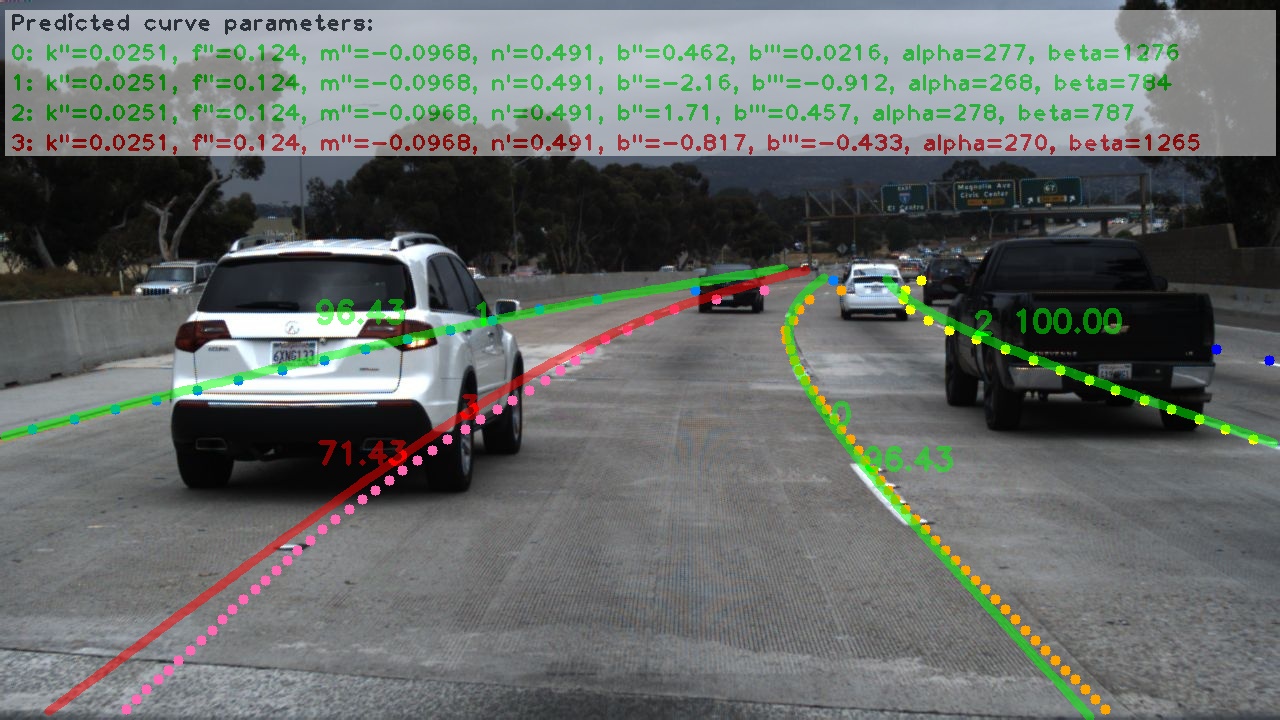 Predicted curve parameters:
0: k''=0.0251, f''=0.124, m''=−0.0968, n'=0.491, b''=0.462, b'''=0.0216, alpha=277, beta=1276
1: k''=0.0251, f''=0.124, m''=−0.0968, n'=0.491, b''=−2.16, b'''=−0.912, alpha=268, beta=784
2: k''=0.0251, f''=0.124, m''=−0.0968, n'=0.491, b''=1.71, b'''=0.457, alpha=278, beta=787
3: k''=0.0251, f''=0.124, m''=−0.0968, n'=0.491, b''=−0.817, b'''=−0.433, alpha=270, beta=1265
EAST
El Centro
Magnolia Ave
Civic Center
67
96.43 1
2 100.00
6XNG133
CHEVROLET
3
0
71.43
96.43